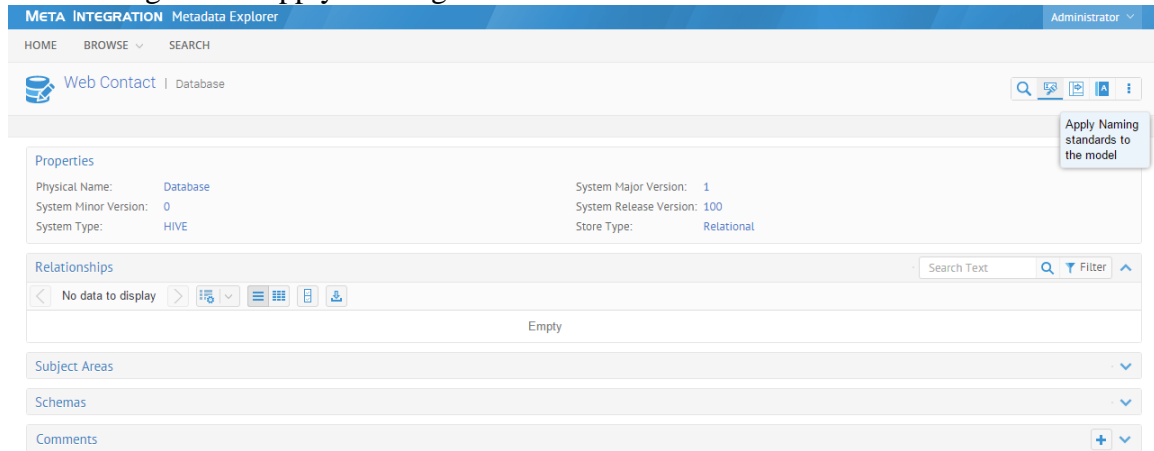 META INTEGRATION Metadata Explorer Administrator
HOME BROWSE SEARCH
Web Contact | Database
Apply Naming
standards to
the model
Properties
Physical Name: Database System Major Version: 1
System Minor Version: 0 System Release Version: 100
System Type: HIVE Store Type: Relational
Relationships Search Text Filter
No data to display
Empty
Subject Areas
Schemas
Comments